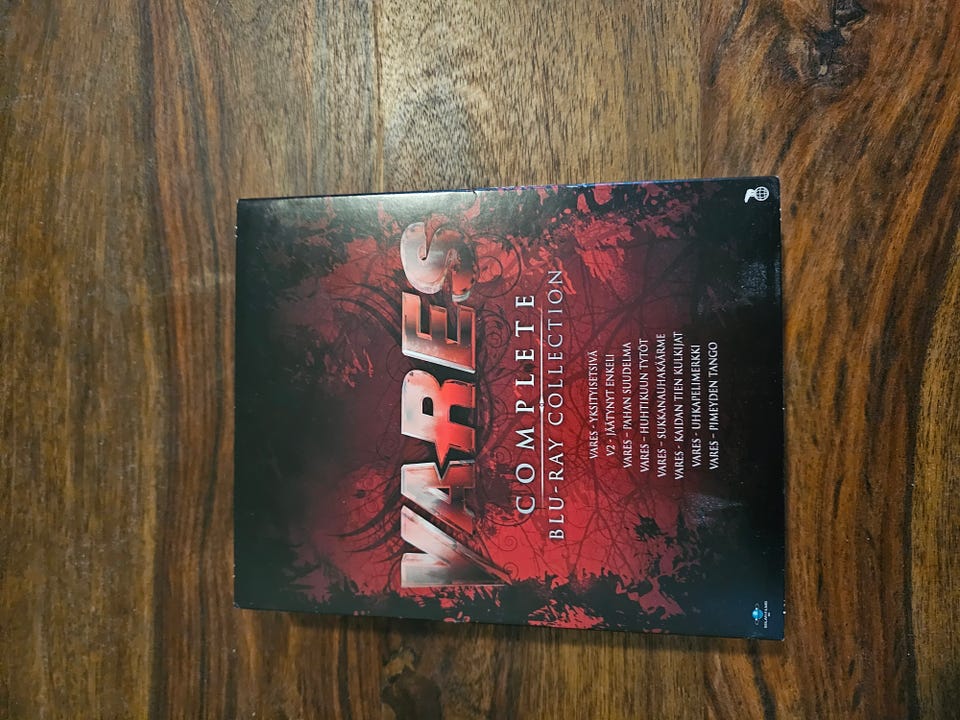 VARES
COMPLETE
BLU-RAY COLLECTION
VARES - YKSITYISETSIVÄ
V2 - JÄÄTYNYT ENKELI
VARES - PAHAN SUUDELMA
VARES - HUHTIKUUN TYTÖT
VARES - SUKKANAUHAKÄÄRME
VARES - KAIDAN TIEN KULKIJAT
VARES - UHKAPELIMERKKI
VARES - PIMEYDEN TANGO